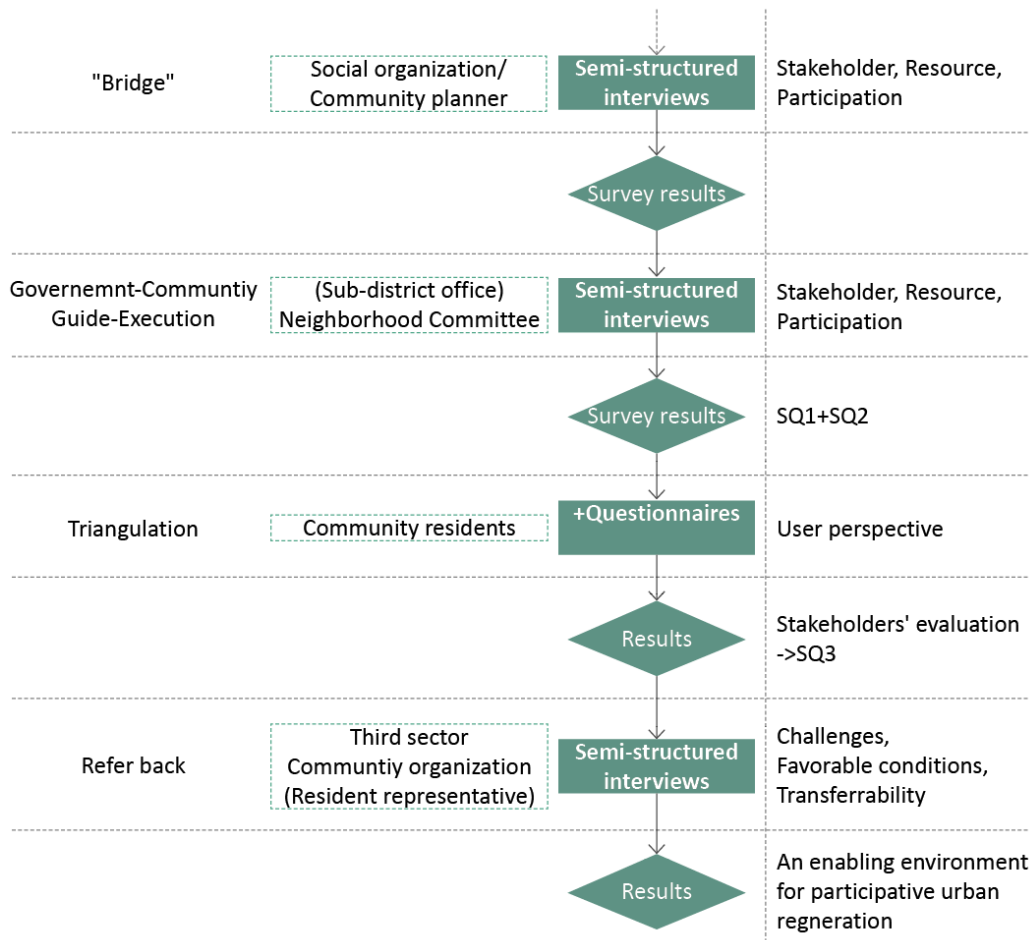 "Bridge"
Social organization/
Community planner
Semi-structured
interviews
Stakeholder, Resource,
Participation
Survey results
Governemnt-Communtiy
Guide-Execution
(Sub-district office)
Neighborhood Committee
Semi-structured
interviews
Stakeholder, Resource,
Participation
Survey results
SQ1+SQ2
Triangulation
Community residents
+Questionnaires
User perspective
Results
Stakeholders' evaluation
->SQ3
Refer back
Third sector
Communtiy organization
(Resident representative)
Semi-structured
interviews
Challenges,
Favorable conditions,
Transferrability
Results
An enabling environment
for participative urban
regneration